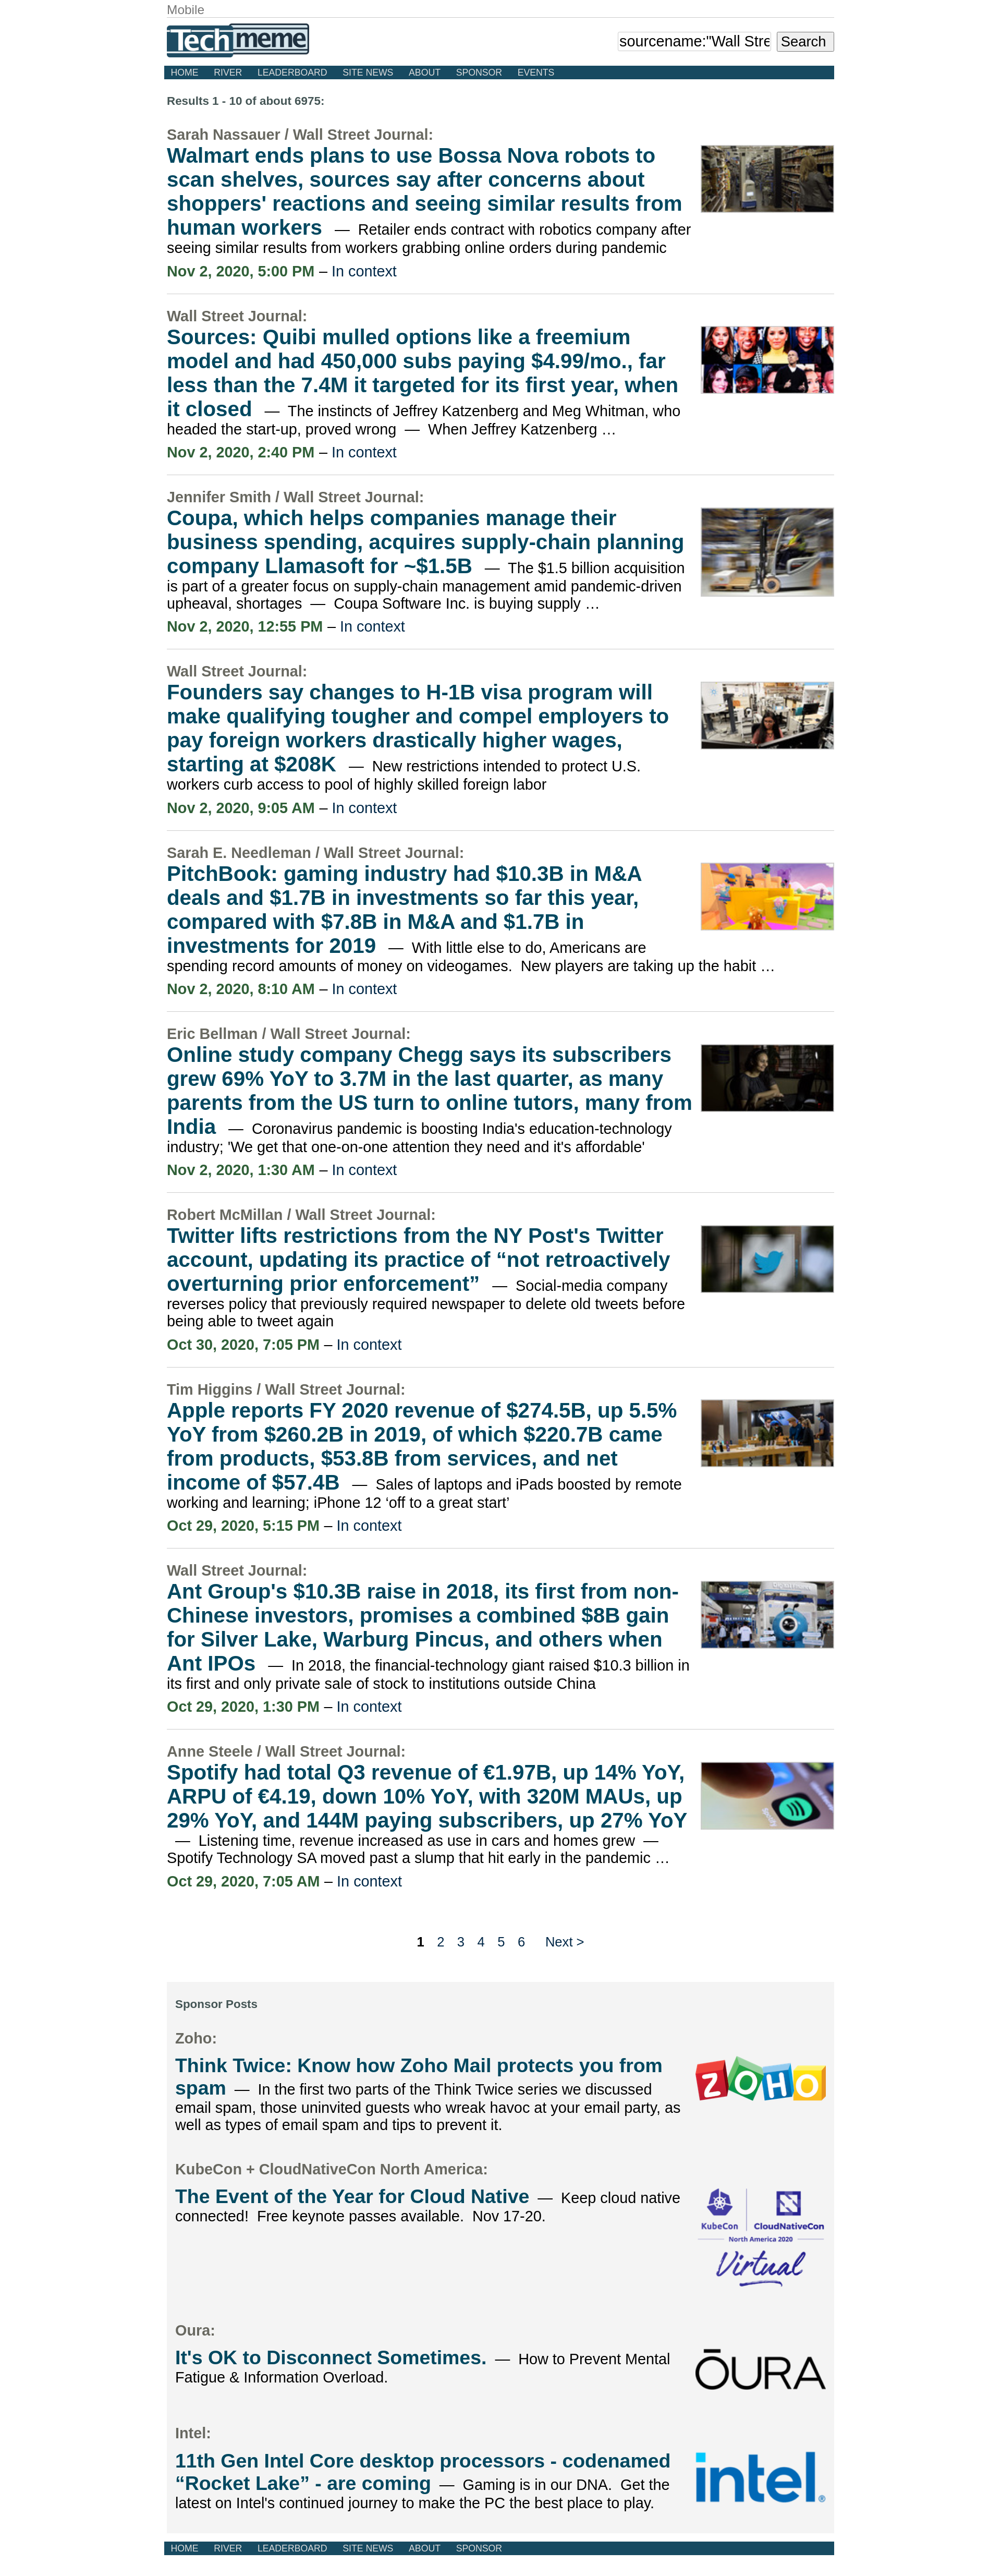 Mobile
Techmeme
sourcename:"Wall Stre
Search
HOME RIVER LEADERBOARD SITE NEWS ABOUT SPONSOR EVENTS
Results 1 - 10 of about 6975:
Sarah Nassauer / Wall Street Journal:
Walmart ends plans to use Bossa Nova robots to
scan shelves, sources say after concerns about
shoppers' reactions and seeing similar results from
human workers — Retailer ends contract with robotics company after
seeing similar results from workers grabbing online orders during pandemic
Nov 2, 2020, 5:00 PM – In context
Wall Street Journal:
Sources: Quibi mulled options like a freemium
model and had 450,000 subs paying $4.99/mo., far
less than the 7.4M it targeted for its first year, when
it closed — The instincts of Jeffrey Katzenberg and Meg Whitman, who
headed the start-up, proved wrong — When Jeffrey Katzenberg …
Nov 2, 2020, 2:40 PM – In context
Jennifer Smith / Wall Street Journal:
Coupa, which helps companies manage their
business spending, acquires supply-chain planning
company Llamasoft for ~$1.5B — The $1.5 billion acquisition
is part of a greater focus on supply-chain management amid pandemic-driven
upheaval, shortages — Coupa Software Inc. is buying supply …
Nov 2, 2020, 12:55 PM – In context
Wall Street Journal:
Founders say changes to H-1B visa program will
make qualifying tougher and compel employers to
pay foreign workers drastically higher wages,
starting at $208K — New restrictions intended to protect U.S.
workers curb access to pool of highly skilled foreign labor
Nov 2, 2020, 9:05 AM – In context
Sarah E. Needleman / Wall Street Journal:
PitchBook: gaming industry had $10.3B in M&A
deals and $1.7B in investments so far this year,
compared with $7.8B in M&A and $1.7B in
investments for 2019 — With little else to do, Americans are
spending record amounts of money on videogames. New players are taking up the habit …
Nov 2, 2020, 8:10 AM – In context
Eric Bellman / Wall Street Journal:
Online study company Chegg says its subscribers
grew 69% YoY to 3.7M in the last quarter, as many
parents from the US turn to online tutors, many from
India — Coronavirus pandemic is boosting India's education-technology
industry; 'We get that one-on-one attention they need and it's affordable'
Nov 2, 2020, 1:30 AM – In context
Robert McMillan / Wall Street Journal:
Twitter lifts restrictions from the NY Post's Twitter
account, updating its practice of “not retroactively
overturning prior enforcement” — Social-media company
reverses policy that previously required newspaper to delete old tweets before
being able to tweet again
Oct 30, 2020, 7:05 PM – In context
Tim Higgins / Wall Street Journal:
Apple reports FY 2020 revenue of $274.5B, up 5.5%
YoY from $260.2B in 2019, of which $220.7B came
from products, $53.8B from services, and net
income of $57.4B — Sales of laptops and iPads boosted by remote
working and learning; iPhone 12 ‘off to a great start’
Oct 29, 2020, 5:15 PM – In context
Wall Street Journal:
Ant Group's $10.3B raise in 2018, its first from non-
Chinese investors, promises a combined $8B gain
for Silver Lake, Warburg Pincus, and others when
Ant IPOs — In 2018, the financial-technology giant raised $10.3 billion in
its first and only private sale of stock to institutions outside China
Oct 29, 2020, 1:30 PM – In context
Anne Steele / Wall Street Journal:
Spotify had total Q3 revenue of €1.97B, up 14% YoY,
ARPU of €4.19, down 10% YoY, with 320M MAUs, up
29% YoY, and 144M paying subscribers, up 27% YoY
— Listening time, revenue increased as use in cars and homes grew —
Spotify Technology SA moved past a slump that hit early in the pandemic …
Oct 29, 2020, 7:05 AM – In context
1 2 3 4 5 6 Next >
Sponsor Posts
Zoho:
Think Twice: Know how Zoho Mail protects you from
spam — In the first two parts of the Think Twice series we discussed
email spam, those uninvited guests who wreak havoc at your email party, as
well as types of email spam and tips to prevent it.
ZOHO
KubeCon + CloudNativeCon North America:
The Event of the Year for Cloud Native — Keep cloud native
connected! Free keynote passes available. Nov 17-20.
KubeCon CloudNativeCon
North America 2020
Virtual
Oura:
It's OK to Disconnect Sometimes. — How to Prevent Mental
Fatigue & Information Overload.
ŌURA
Intel:
11th Gen Intel Core desktop processors - codenamed
“Rocket Lake” - are coming — Gaming is in our DNA. Get the
latest on Intel's continued journey to make the PC the best place to play.
intel®
HOME RIVER LEADERBOARD SITE NEWS ABOUT SPONSOR